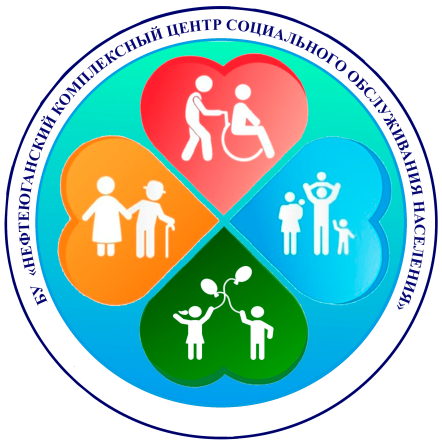 БУ «НЕФТЕЮГАНСКИЙ КОМПЛЕКСНЫЙ ЦЕНТР СОЦИАЛЬНОГО ОБСЛУЖИВАНИЯ НАСЕЛЕНИЯ»